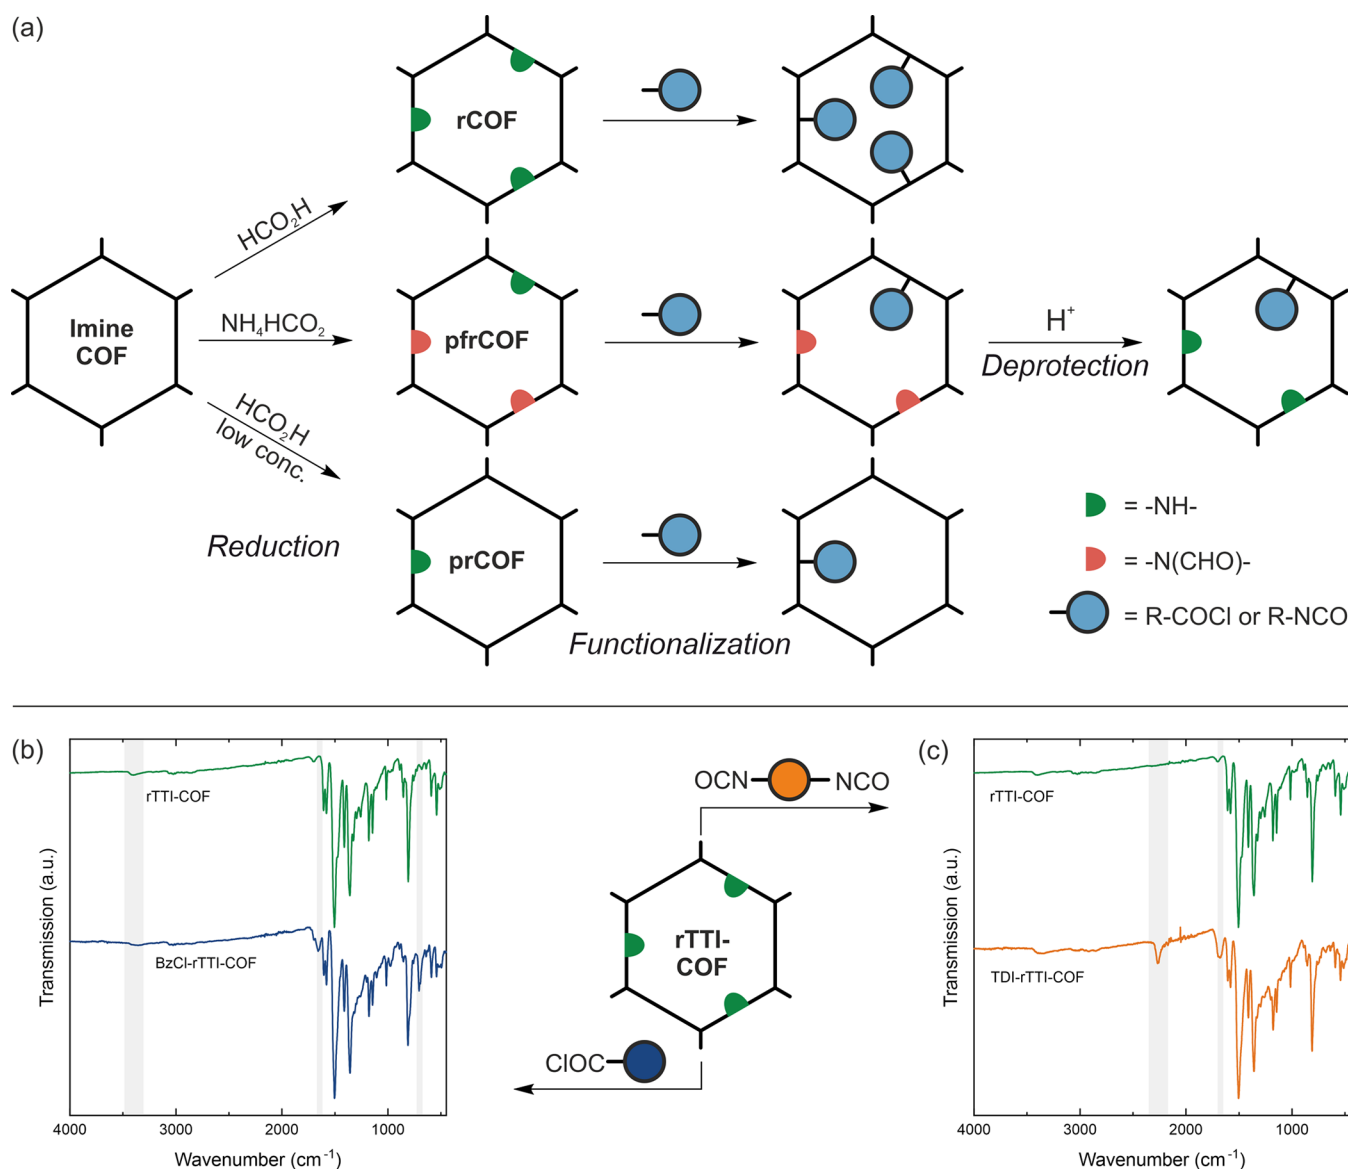 (a)
rCOF
HCO₂H
Imine
COF
NH₄HCO₂
pfrCOF
H⁺
Deprotection
HCO₂H
low conc.
Reduction
prCOF
Functionalization
= -NH-
= -N(CHO)-
= R-COCl or R-NCO
(b)
rTTI-COF
BzCl-rTTI-COF
Transmission (a.u.)
4000 3000 2000 1000
Wavenumber (cm⁻¹)
OCN NCO
rTTI-
COF
ClOC
(c)
rTTI-COF
TDI-rTTI-COF
Transmission (a.u.)
4000 3000 2000 1000
Wavenumber (cm⁻¹)